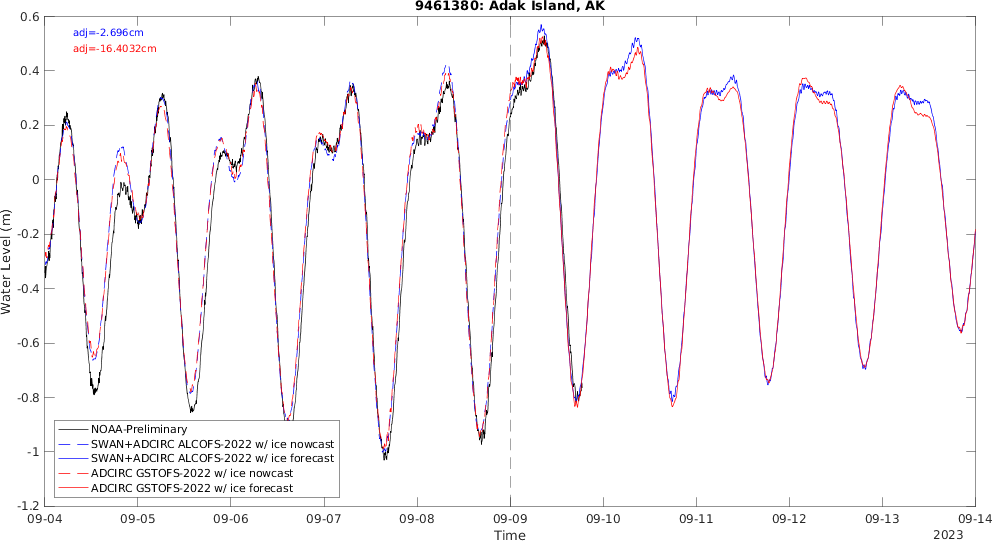 9461380: Adak Island, AK
adj=-2.696cm
adj=-16.4032cm
0.6
0.4
0.2
0
-0.2
-0.4
-0.6
-0.8
-1
-1.2
Water Level (m)
NOAA-Preliminary
SWAN+ADCIRC ALCOFS-2022 w/ ice nowcast
SWAN+ADCIRC ALCOFS-2022 w/ ice forecast
ADCIRC GSTOFS-2022 w/ ice nowcast
ADCIRC GSTOFS-2022 w/ ice forecast
09-04 09-05 09-06 09-07 09-08 09-09 09-10 09-11 09-12 09-13 09-14
Time
2023